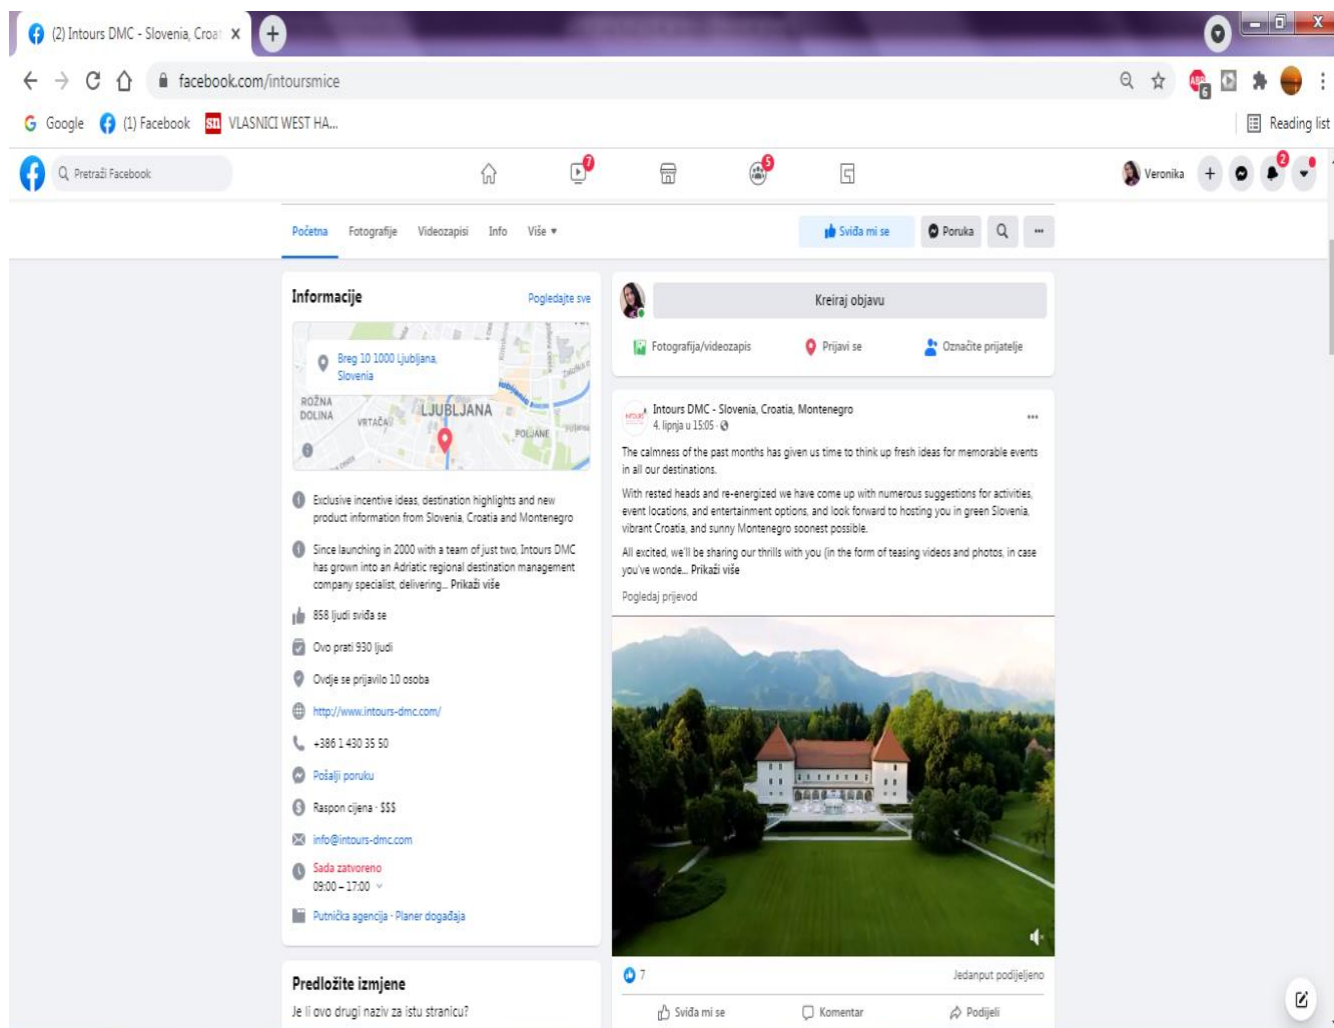 (2) Intours DMC - Slovenia, Croat
facebook.com/intoursmice
ABP
6
Google
(1) Facebook
sn
VLASNICI WEST HA...
Reading list
Pretraži Facebook
7
5
Veronika
2
Početna
Fotografije
Videozapisi
Info
Više
Sviđa mi se
Poruka
Informacije
Pogledajte sve
Breg 10 1000 Ljubljana,
Slovenia
ROŽNA
DOLINA
VRTAČA
LJUBLJANA
POLJANE
Exclusive incentive ideas, destination highlights and new
product information from Slovenia, Croatia and Montenegro
Since launching in 2000 with a team of just two, Intours DMC
has grown into an Adriatic regional destination management
company specialist, delivering... Prikaži više
858 ljudi sviđa se
Ovo prati 930 ljudi
Ovdje se prijavilo 10 osoba
http://www.intours-dmc.com/
+386 1 430 35 50
Pošalji poruku
Raspon cijena · $$$
info@intours-dmc.com
Sada zatvoreno
09:00 – 17:00
Putnička agencija · Planer događaja
Predložite izmjene
Je li ovo drugi naziv za istu stranicu?
Kreiraj objavu
Fotografija/videozapis
Prijavi se
Označite prijatelje
INTOURS
Intours DMC - Slovenia, Croatia, Montenegro
4. lipnja u 15:05 ·
The calmness of the past months has given us time to think up fresh ideas for memorable events
in all our destinations.
With rested heads and re-energized we have come up with numerous suggestions for activities,
event locations, and entertainment options, and look forward to hosting you in green Slovenia,
vibrant Croatia, and sunny Montenegro soonest possible.
All excited, we'll be sharing our thrills with you (in the form of teasing videos and photos, in case
you've wonde... Prikaži više
Pogledaj prijevod
7
Jedanput podijeljeno
Sviđa mi se
Komentar
Podijeli